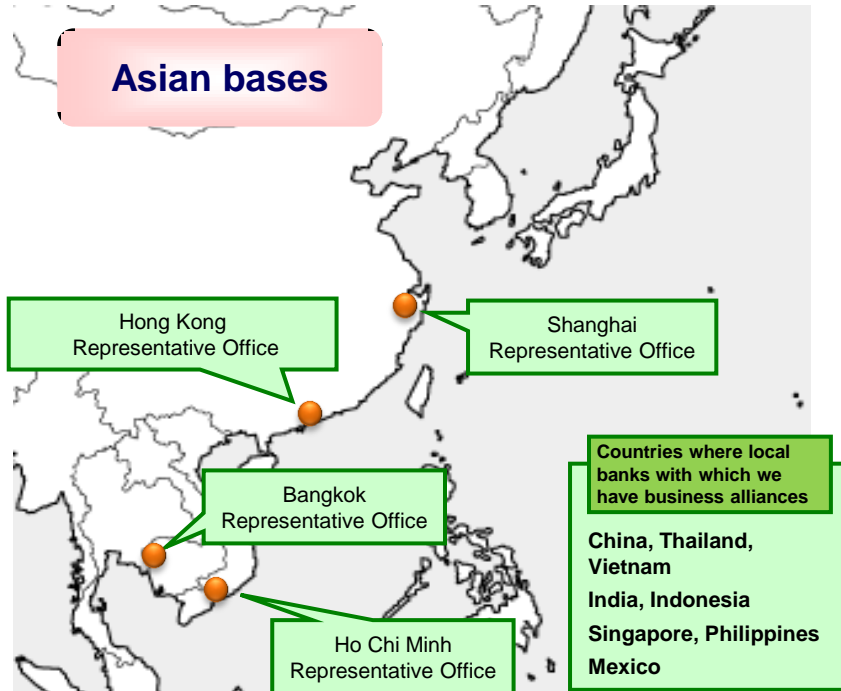 Asian bases
Hong Kong
Representative Office
Shanghai
Representative Office
Bangkok
Representative Office
Ho Chi Minh
Representative Office
Countries where local
banks with which we
have business alliances
China, Thailand,
Vietnam
India, Indonesia
Singapore, Philippines
Mexico